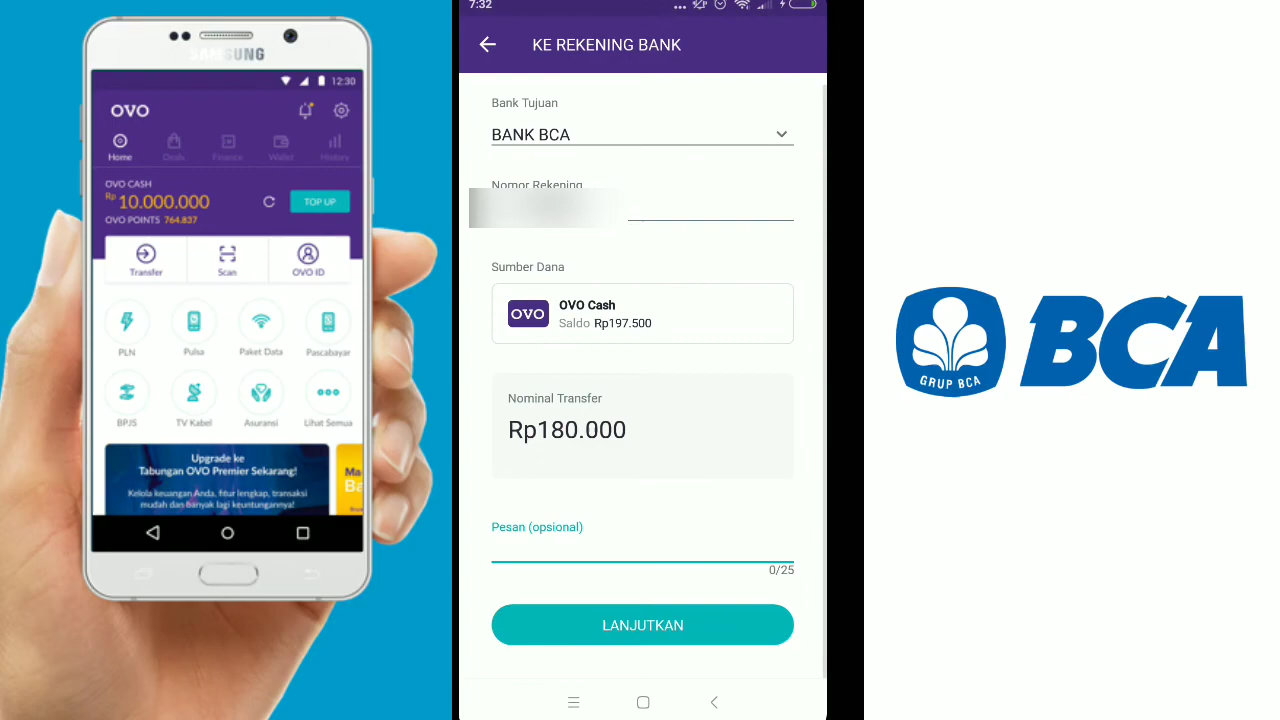 SAMSUNG
12:30
OVO
Home
Deals
Finance
Wallet
History
OVO CASH
Rp 10.000.000
TOP UP
OVO POINTS 764.837
Transfer
Scan
OVO ID
PLN
Pulsa
Paket Data
Pascabayar
BPJS
TV Kabel
Asuransi
Lihat Semua
Upgrade ke
Tabungan OVO Premier Sekarang!
Kelola keuangan Anda, fitur lengkap, transaksi
mudah dan banyak lagi keuntungannya!
7:32
KE REKENING BANK
Bank Tujuan
BANK BCA
Nomor Rekening
Sumber Dana
OVO
OVO Cash
Saldo Rp197.500
Nominal Transfer
Rp180.000
Pesan (opsional)
0/25
LANJUTKAN
GRUP BCA
BCA